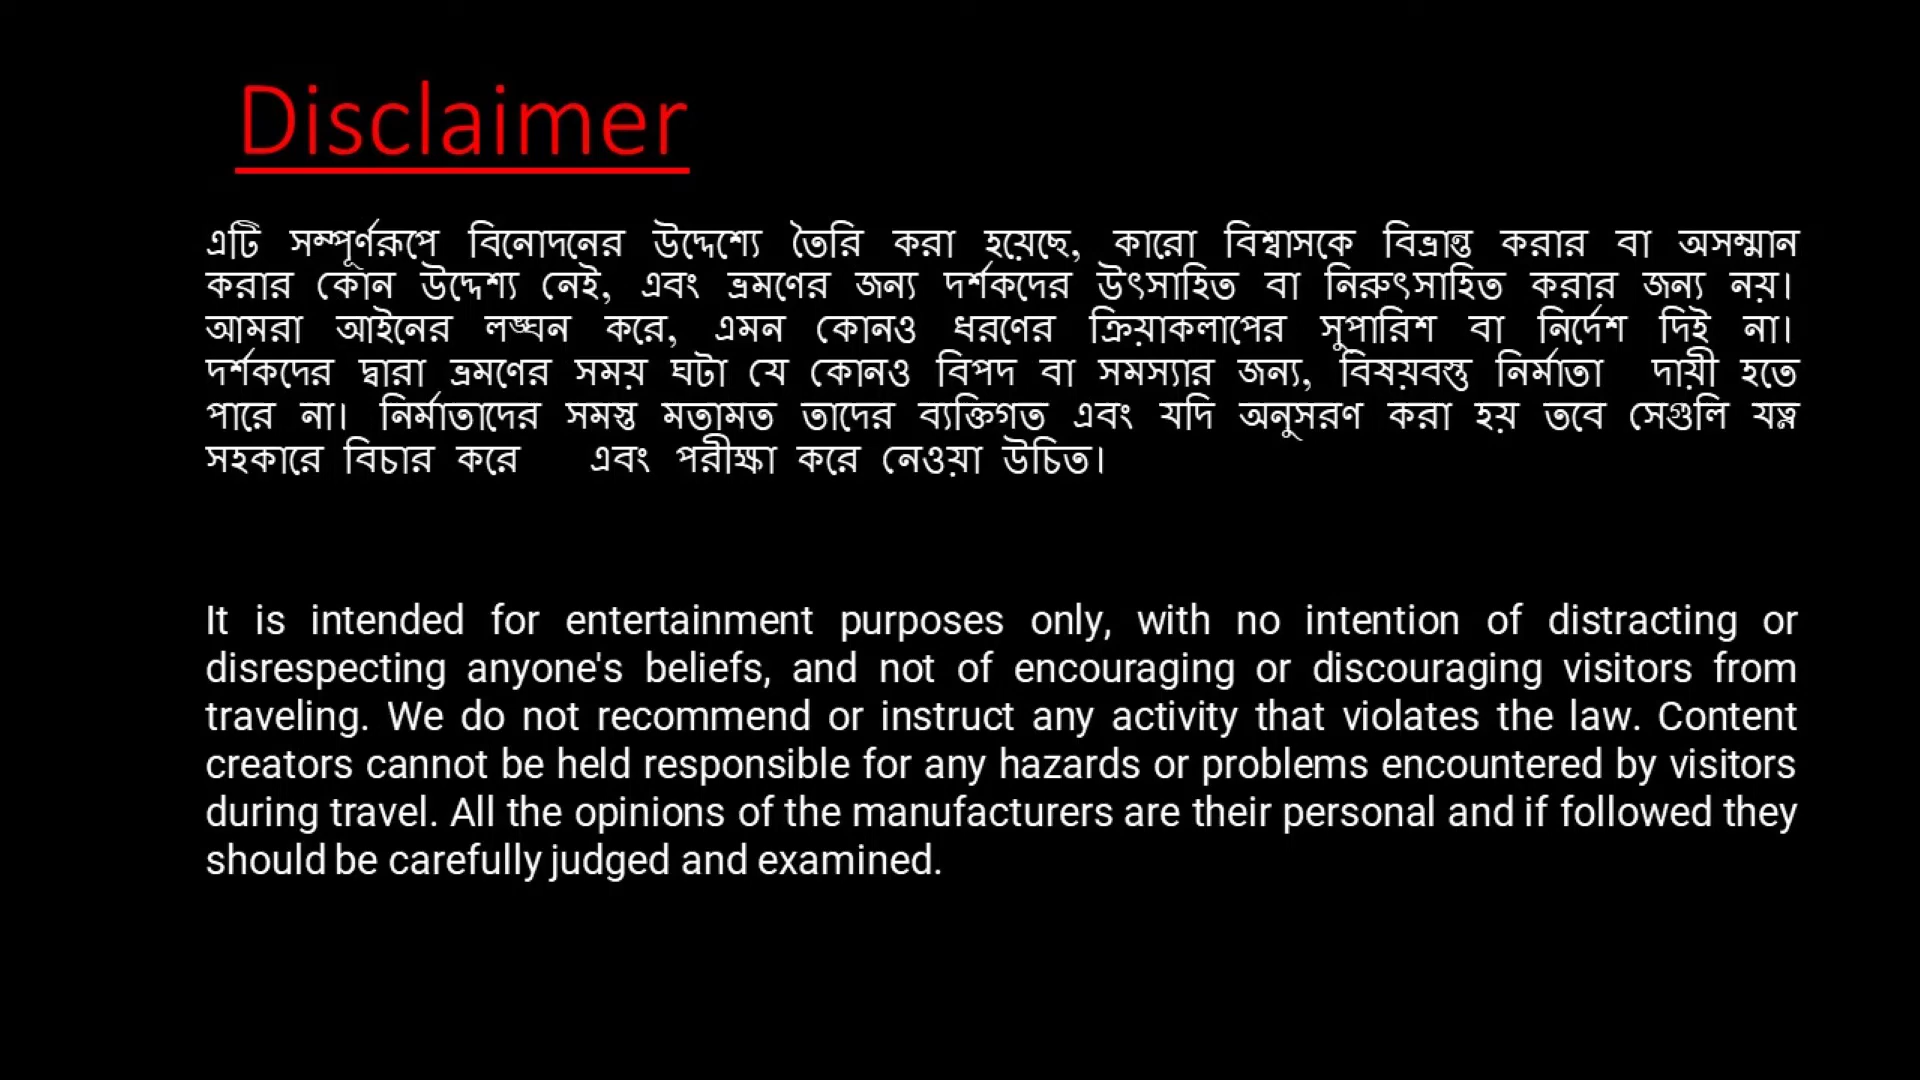 Disclaimer
এটি সম্পূর্ণরূপে বিনোদনের উদ্দেশ্যে তৈরি করা হয়েছে, কারো বিশ্বাসকে বিভ্রান্ত করার বা অসম্মান
করার কোন উদ্দেশ্য নেই, এবং ভ্রমণের জন্য দর্শকদের উৎসাহিত বা নিরুৎসাহিত করার জন্য নয়।
আমরা আইনের লঙ্ঘন করে, এমন কোনও ধরণের ক্রিয়াকলাপের সুপারিশ বা নির্দেশ দিই না।
দর্শকদের দ্বারা ভ্রমণের সময় ঘটা যে কোনও বিপদ বা সমস্যার জন্য, বিষয়বস্তু নির্মাতা দায়ী হতে
পারে না। নির্মাতাদের সমস্ত মতামত তাদের ব্যক্তিগত এবং যদি অনুসরণ করা হয় তবে সেগুলি যত্ন
সহকারে বিচার করে এবং পরীক্ষা করে নেওয়া উচিত।
It is intended for entertainment purposes only, with no intention of distracting or
disrespecting anyone's beliefs, and not of encouraging or discouraging visitors from
traveling. We do not recommend or instruct any activity that violates the law. Content
creators cannot be held responsible for any hazards or problems encountered by visitors
during travel. All the opinions of the manufacturers are their personal and if followed they
should be carefully judged and examined.